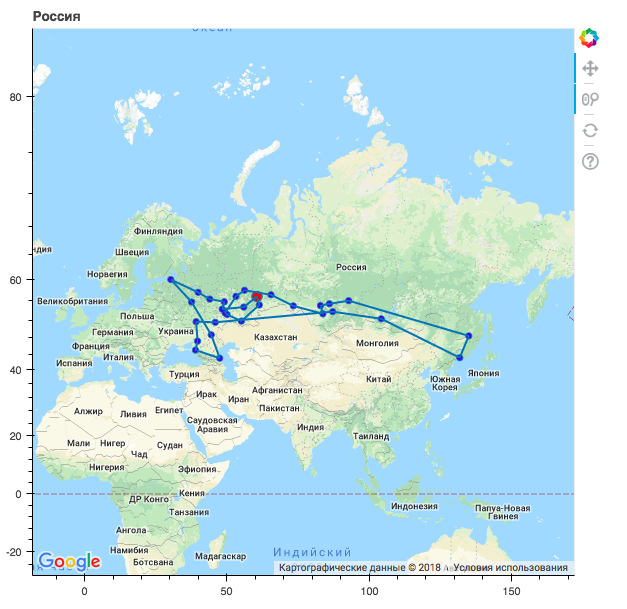 Россия
Океан
80
60
40
20
0
-20
Финляндия
Швеция
Норвегия
Россия
Великобритания
Польша
Германия
Украина
Франция
Италия
Испания
Казахстан
Монголия
Турция
Китай
Япония
Южная
Корея
Ирак
Иран
Афганистан
Пакистан
Алжир
Ливия
Египет
Саудовская
Аравия
Индия
Мали
Нигер
Судан
Таиланд
Чад
Нигерия
Эфиопия
ДР Конго
Кения
Танзания
Индонезия
Папуа-Новая
Гвинея
Ангола
Намибия
Ботсвана
Мадагаскар
Индийский
Google
Картографические данные © 2018
Условия использования
0
50
100
150